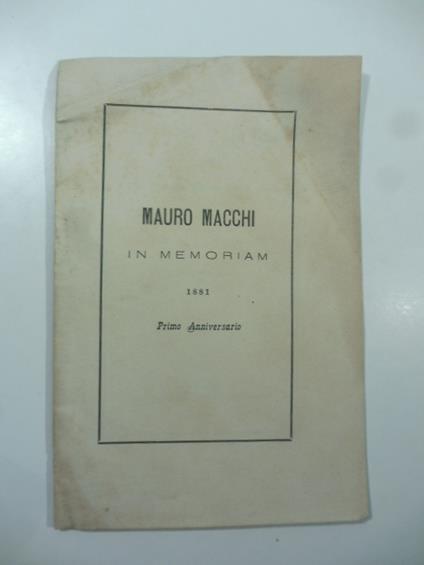 MAURO MACCHI
IN MEMORIAM
1881
Primo Anniversario